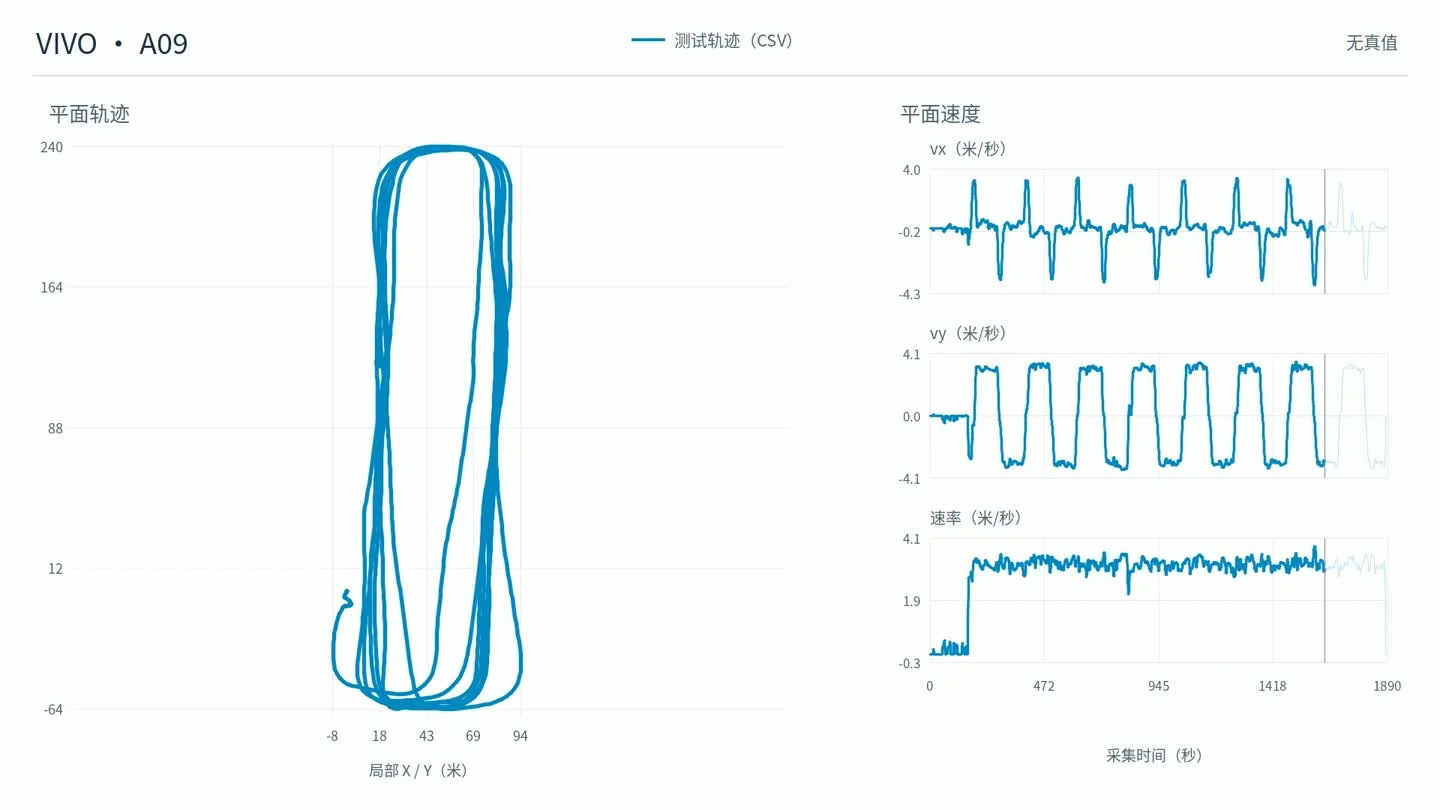 VIVO · A09
测试轨迹（CSV）
无真值
平面轨迹
240
164
88
12
-64
-8 18 43 69 94
局部 X / Y（米）
平面速度
vx（米/秒）
4.0
-0.2
-4.3
vy（米/秒）
4.1
0.0
-4.1
速率（米/秒）
4.1
1.9
-0.3
0 472 945 1418 1890
采集时间（秒）